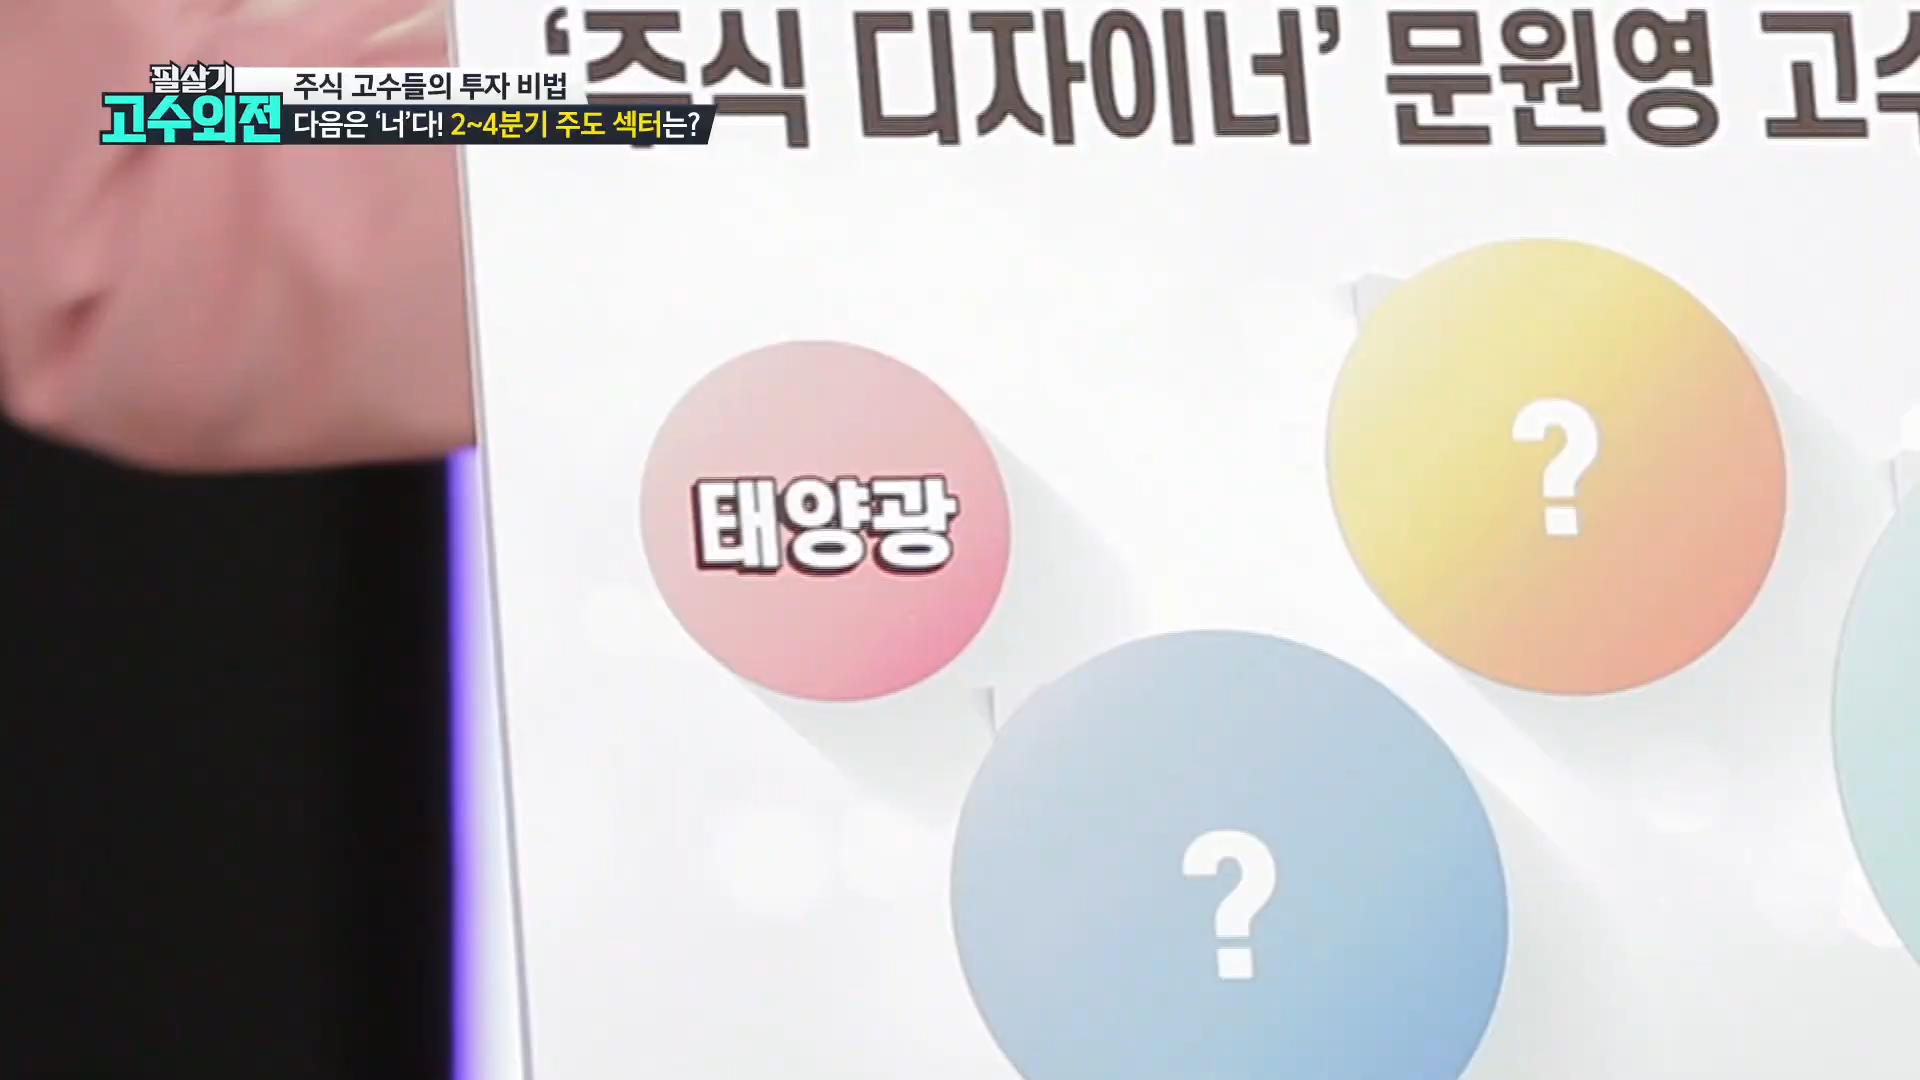 필살기
고수외전
주식 고수들의 투자 비법
다음은 ‘너’다! 2~4분기 주도 섹터는?
‘주식 디자이너’ 문원영 고수
태양광
?
?